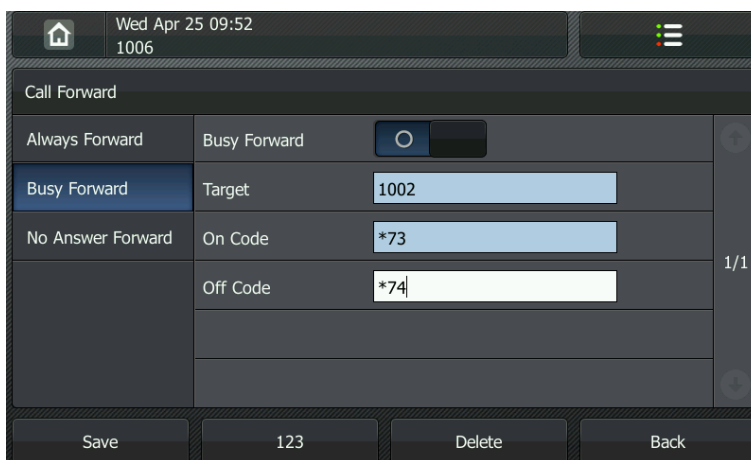 Wed Apr 25 09:52
1006
Call Forward
Always Forward
Busy Forward
Busy Forward
Target
1002
No Answer Forward
On Code
*73
1/1
Off Code
*74
Save
123
Delete
Back